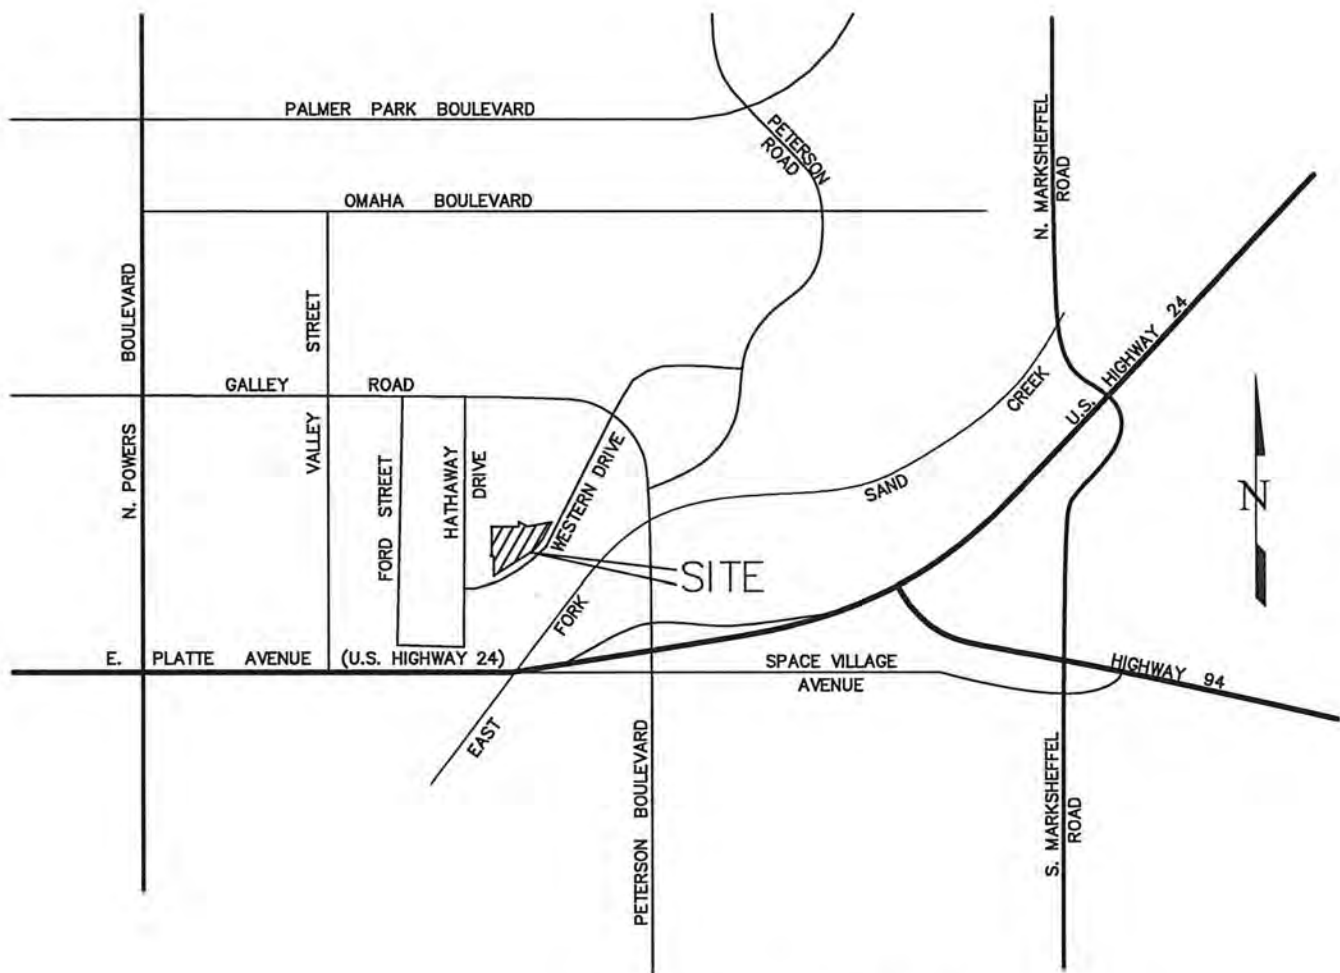 PALMER PARK BOULEVARD
PETERSON
ROAD
N. MARKSHEFFEL
ROAD
OMAHA BOULEVARD
N. POWERS BOULEVARD
VALLEY STREET
U.S. HIGHWAY 24
GALLEY ROAD
FORD STREET
HATHAWAY
DRIVE
WESTERN DRIVE
EAST FORK SAND CREEK
N
SITE
E. PLATTE AVENUE (U.S. HIGHWAY 24)
SPACE VILLAGE
AVENUE
HIGHWAY 94
PETERSON BOULEVARD
S. MARKSHEFFEL
ROAD